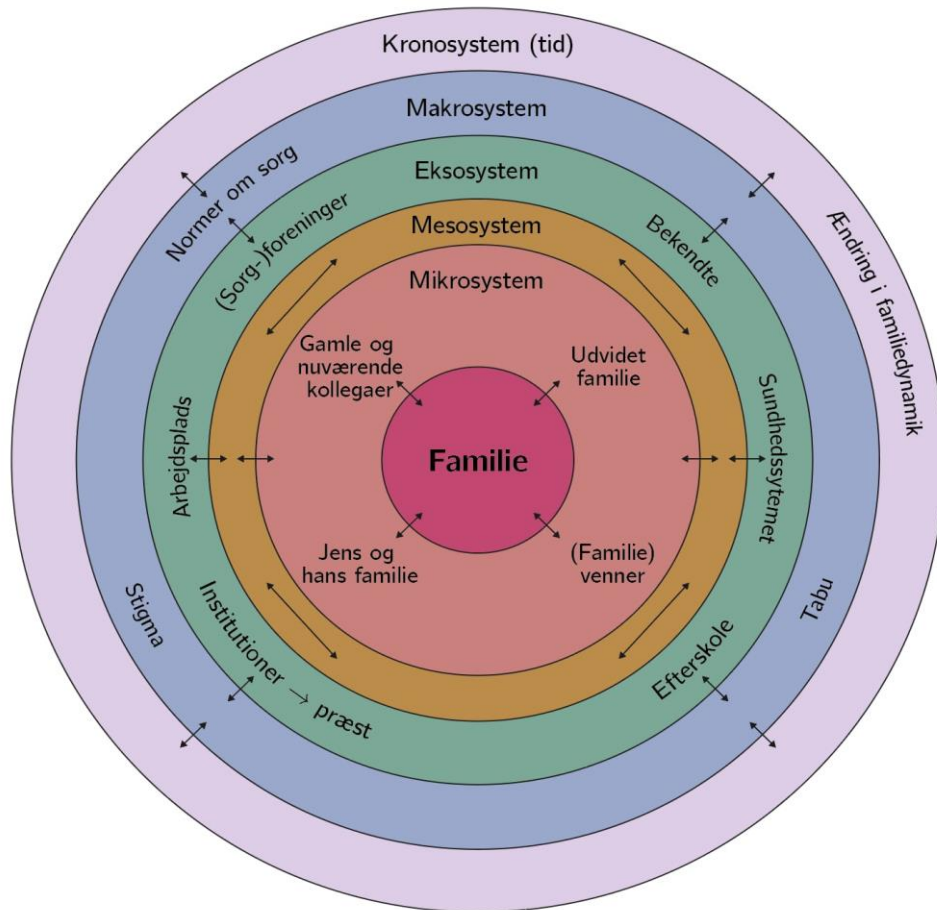 Kronosystem (tid)
Makrosystem
Eksosystem
Mesosystem
Mikrosystem
Normer om sorg
(Sorg-)foreninger
Bekendte
Ændring i familiedynamik
Gamle og
nuværende
kollegaer
Udvidet
familie
Arbejdsplads
Familie
Sundhedssytemet
Jens og
hans familie
(Familie)
venner
Stigma
Institutioner → præst
Efterskole
Tabu